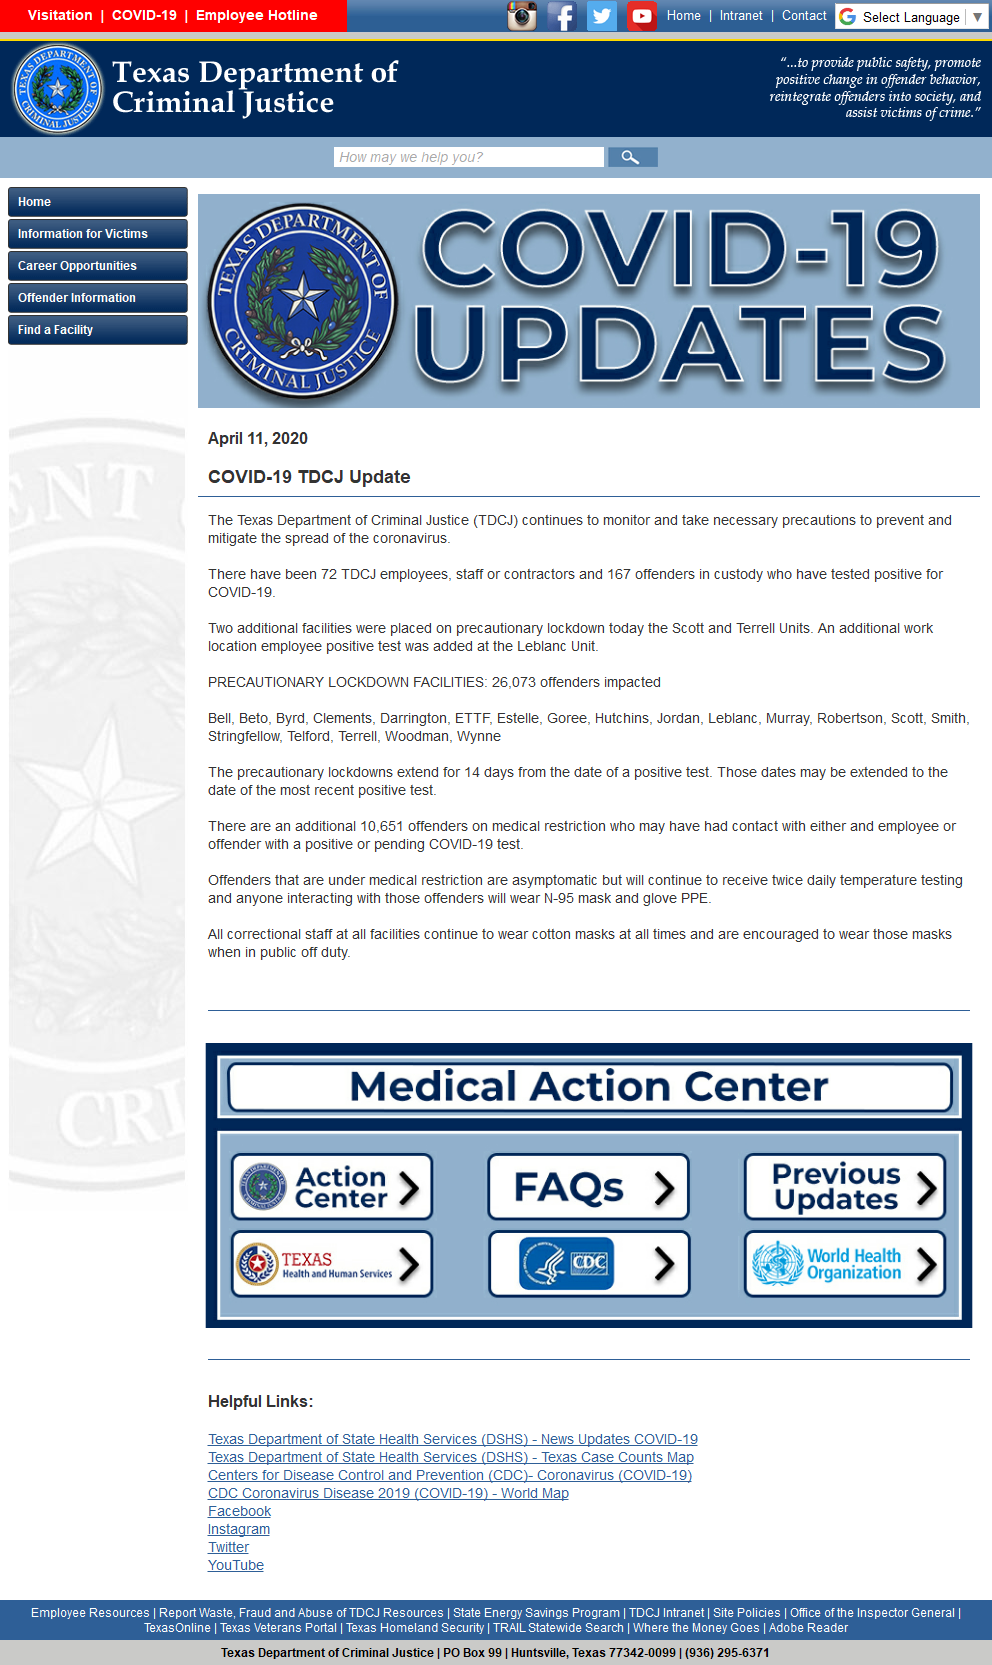 Visitation | COVID-19 | Employee Hotline
Home | Intranet | Contact
Select Language ▼
Texas Department of
Criminal Justice
"...to provide public safety, promote
positive change in offender behavior,
reintegrate offenders into society, and
assist victims of crime."
TEXAS DEPARTMENT OF CRIMINAL JUSTICE
How may we help you?
Home
Information for Victims
Career Opportunities
Offender Information
Find a Facility
TEXAS DEPARTMENT OF CRIMINAL JUSTICE
COVID-19
UPDATES
April 11, 2020
COVID-19 TDCJ Update
The Texas Department of Criminal Justice (TDCJ) continues to monitor and take necessary precautions to prevent and
mitigate the spread of the coronavirus.
There have been 72 TDCJ employees, staff or contractors and 167 offenders in custody who have tested positive for
COVID-19.
Two additional facilities were placed on precautionary lockdown today the Scott and Terrell Units. An additional work
location employee positive test was added at the Leblanc Unit.
PRECAUTIONARY LOCKDOWN FACILITIES: 26,073 offenders impacted
Bell, Beto, Byrd, Clements, Darrington, ETTF, Estelle, Goree, Hutchins, Jordan, Leblanc, Murray, Robertson, Scott, Smith,
Stringfellow, Telford, Terrell, Woodman, Wynne
The precautionary lockdowns extend for 14 days from the date of a positive test. Those dates may be extended to the
date of the most recent positive test.
There are an additional 10,651 offenders on medical restriction who may have had contact with either and employee or
offender with a positive or pending COVID-19 test.
Offenders that are under medical restriction are asymptomatic but will continue to receive twice daily temperature testing
and anyone interacting with those offenders will wear N-95 mask and glove PPE.
All correctional staff at all facilities continue to wear cotton masks at all times and are encouraged to wear those masks
when in public off duty.
Medical Action Center
Action
Center
FAQs
Previous
Updates
TEXAS
Health and Human Services
CDC
World Health
Organization
Helpful Links:
Texas Department of State Health Services (DSHS) - News Updates COVID-19
Texas Department of State Health Services (DSHS) - Texas Case Counts Map
Centers for Disease Control and Prevention (CDC)- Coronavirus (COVID-19)
CDC Coronavirus Disease 2019 (COVID-19) - World Map
Facebook
Instagram
Twitter
YouTube
Employee Resources | Report Waste, Fraud and Abuse of TDCJ Resources | State Energy Savings Program | TDCJ Intranet | Site Policies | Office of the Inspector General |
TexasOnline | Texas Veterans Portal | Texas Homeland Security | TRAIL Statewide Search | Where the Money Goes | Adobe Reader
Texas Department of Criminal Justice | PO Box 99 | Huntsville, Texas 77342-0099 | (936) 295-6371